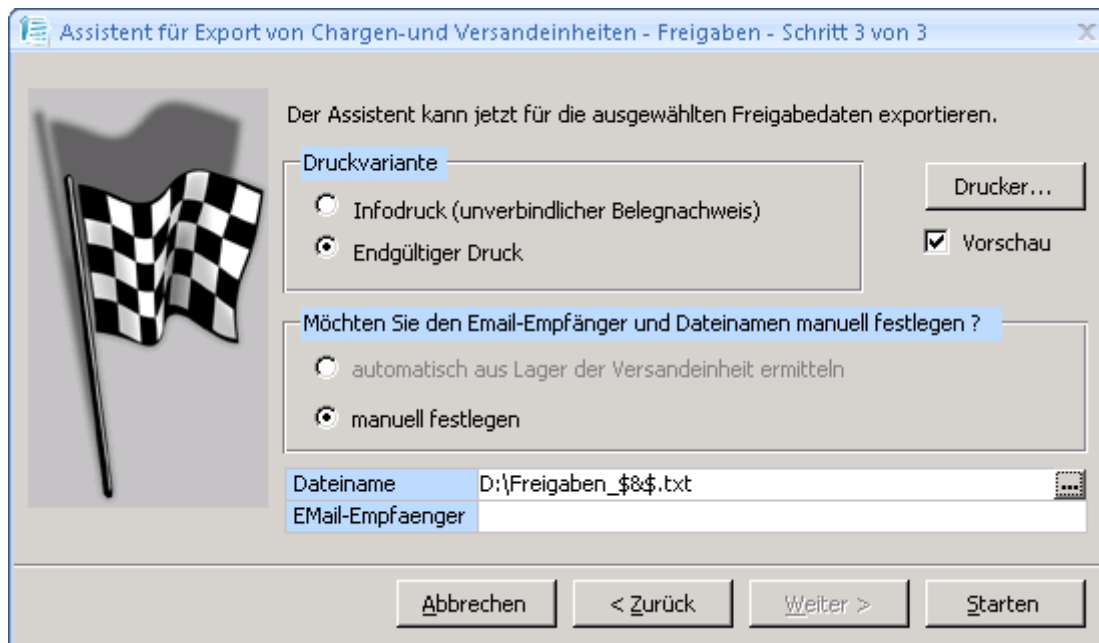 Assistent für Export von Chargen-und Versandeinheiten - Freigaben - Schritt 3 von 3
Der Assistent kann jetzt für die ausgewählten Freigabedaten exportieren.
Druckvariante
Drucker...
Infodruck (unverbindlicher Belegnachweis)
Vorschau
Endgültiger Druck
Möchten Sie den Email-Empfänger und Dateinamen manuell festlegen ?
automatisch aus Lager der Versandeinheit ermitteln
manuell festlegen
Dateiname D:\Freigaben_$&$.txt ...
EMail-Empfaenger
Abbrechen < Zurück Weiter > Starten